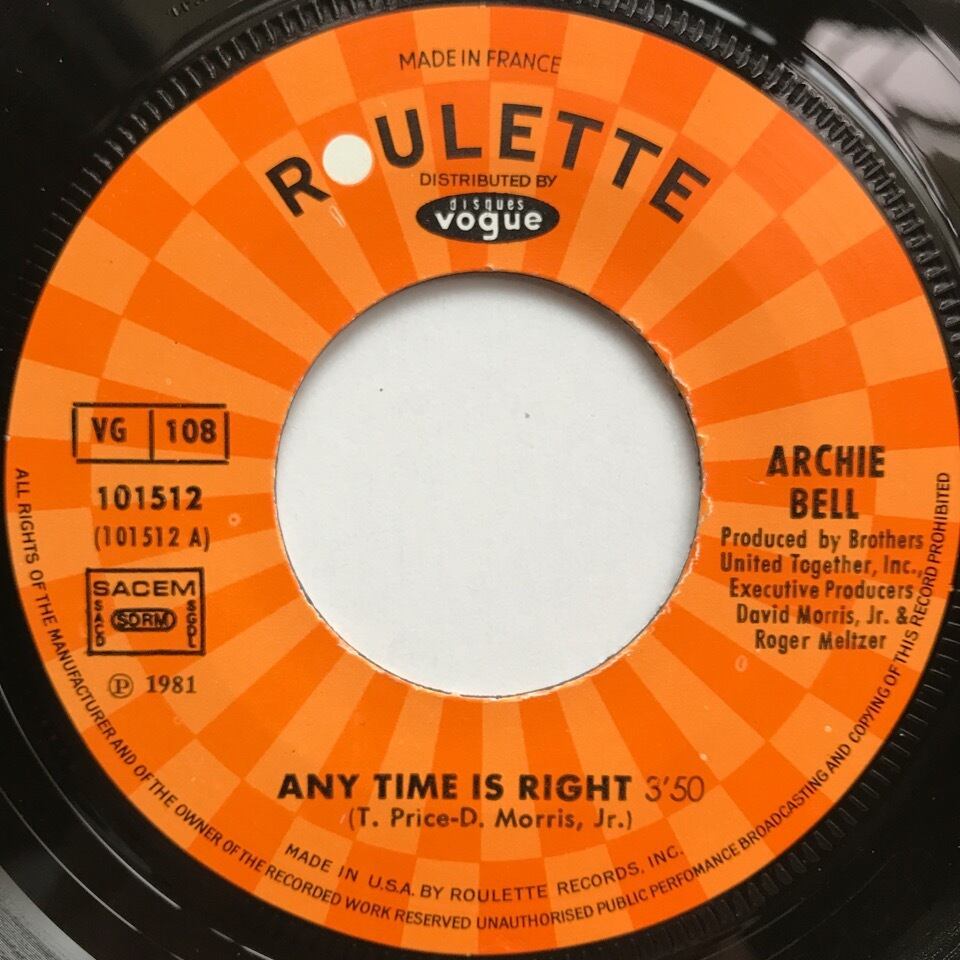 MADE IN FRANCE
ROULETTE
DISTRIBUTED BY
disques
vogue
VG 108
101512
(101512 A)
SACEM
SACD SDRM SGDL
℗ 1981
ARCHIE
BELL
Produced by Brothers
United Together, Inc.,
Executive Producers
David Morris, Jr. &
Roger Meltzer
ANY TIME IS RIGHT 3'50
(T. Price-D. Morris, Jr.)
MADE IN U.S.A. BY ROULETTE RECORDS, INC.
ALL RIGHTS OF THE MANUFACTURER AND OF THE OWNER OF THE RECORDED WORK RESERVED UNAUTHORISED PUBLIC PERFOMANCE BROADCASTING AND COPYING OF THIS RECORD PROHIBITED